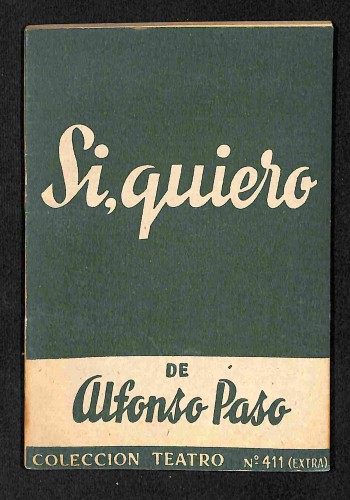 Si, quiero
DE
Alfonso Paso
COLECCION TEATRO Nº 411 (EXTRA)